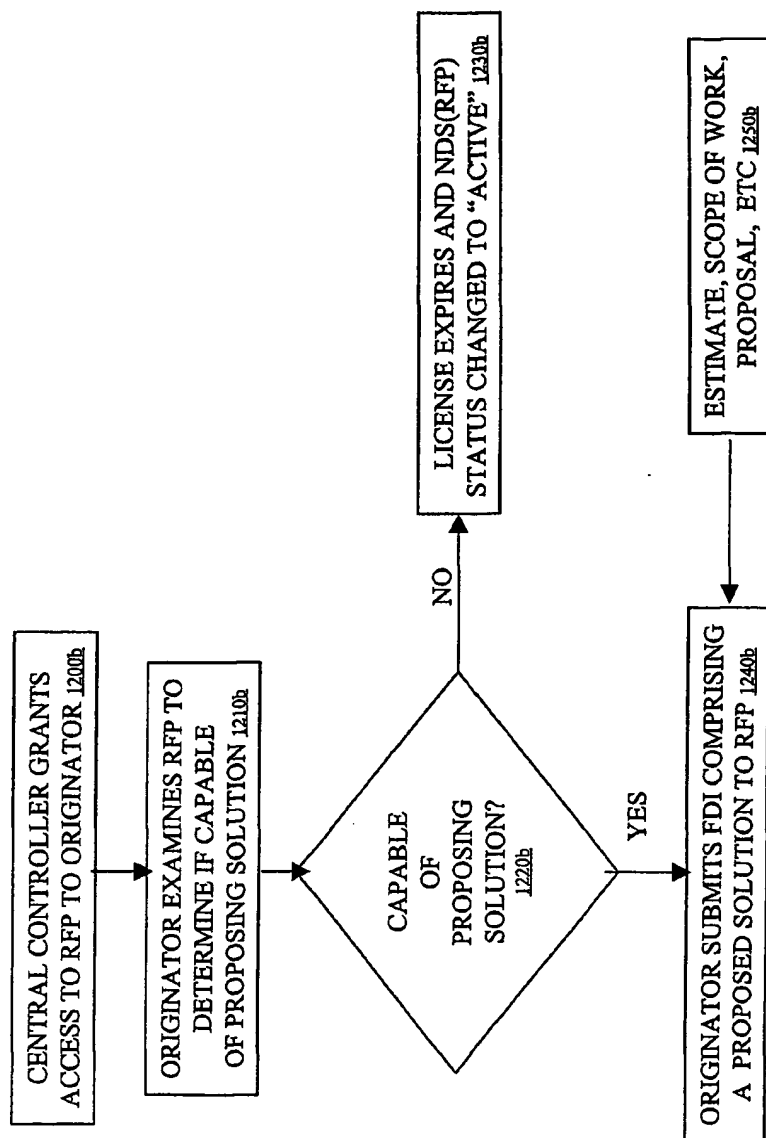 CENTRAL CONTROLLER GRANTS
ACCESS TO RFP TO ORIGINATOR 1200b
ORIGINATOR EXAMINES RFP TO
DETERMINE IF CAPABLE
OF PROPOSING SOLUTION 1210b
CAPABLE
OF
PROPOSING
SOLUTION?
1220b
NO
LICENSE EXPIRES AND NDS(RFP)
STATUS CHANGED TO “ACTIVE” 1230b
YES
ORIGINATOR SUBMITS FDI COMPRISING
A PROPOSED SOLUTION TO RFP 1240b
ESTIMATE, SCOPE OF WORK,
PROPOSAL, ETC 1250b